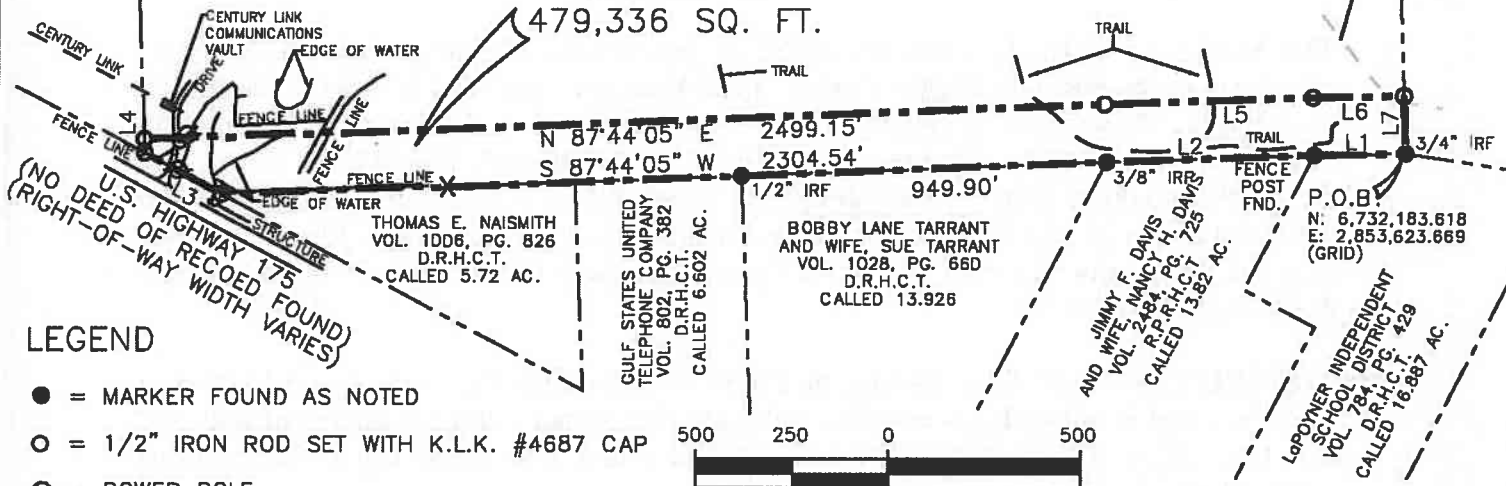 479,336 SQ. FT.
CENTURY LINK
COMMUNICATIONS
VAULT
EDGE OF WATER
CENTURY LINK
DRIVE
TRAIL
TRAIL
FENCE LINE
FENCE LINE
FENCE LINE
L4
L3
N 87°44'05" E 2499.15'
S 87°44'05" W 2304.54'
L5
L6
L7
L2
TRAIL
L1
3/4" IRF
FENCE LINE
EDGE OF WATER
STRUCTURE
1/2" IRF
949.90'
3/8" IRB
FENCE
POST
FND.
P.O.B.
N: 6,732,183.618
E: 2,853,623.669
(GRID)
U.S. HIGHWAY 175
(NO DEED OF RECOED FOUND)
(RIGHT-OF-WAY WIDTH VARIES)
THOMAS E. NAISMITH
VOL. 1DD6, PG. 826
D.R.H.C.T.
CALLED 5.72 AC.
GULF STATES UNITED
TELEPHONE COMPANY
VOL. 802, PG. 382
D.R.H.C.T.
CALLED 6.602 AC.
BOBBY LANE TARRANT
AND WIFE, SUE TARRANT
VOL. 1028, PG. 66D
D.R.H.C.T.
CALLED 13.926
JIMMY F. DAVIS
AND WIFE, NANCY H. DAVIS
VOL. 2484, PG. 725
R.P.R.H.C.T
CALLED 13.82 AC.
LaPOYNER INDEPENDENT
SCHOOL DISTRICT
VOL. 784, PG. 429
D.R.H.C.T.
CALLED 16.887 AC.
LEGEND
● = MARKER FOUND AS NOTED
○ = 1/2" IRON ROD SET WITH K.L.K. #4687 CAP
= POWER POLE
500 250 0 500